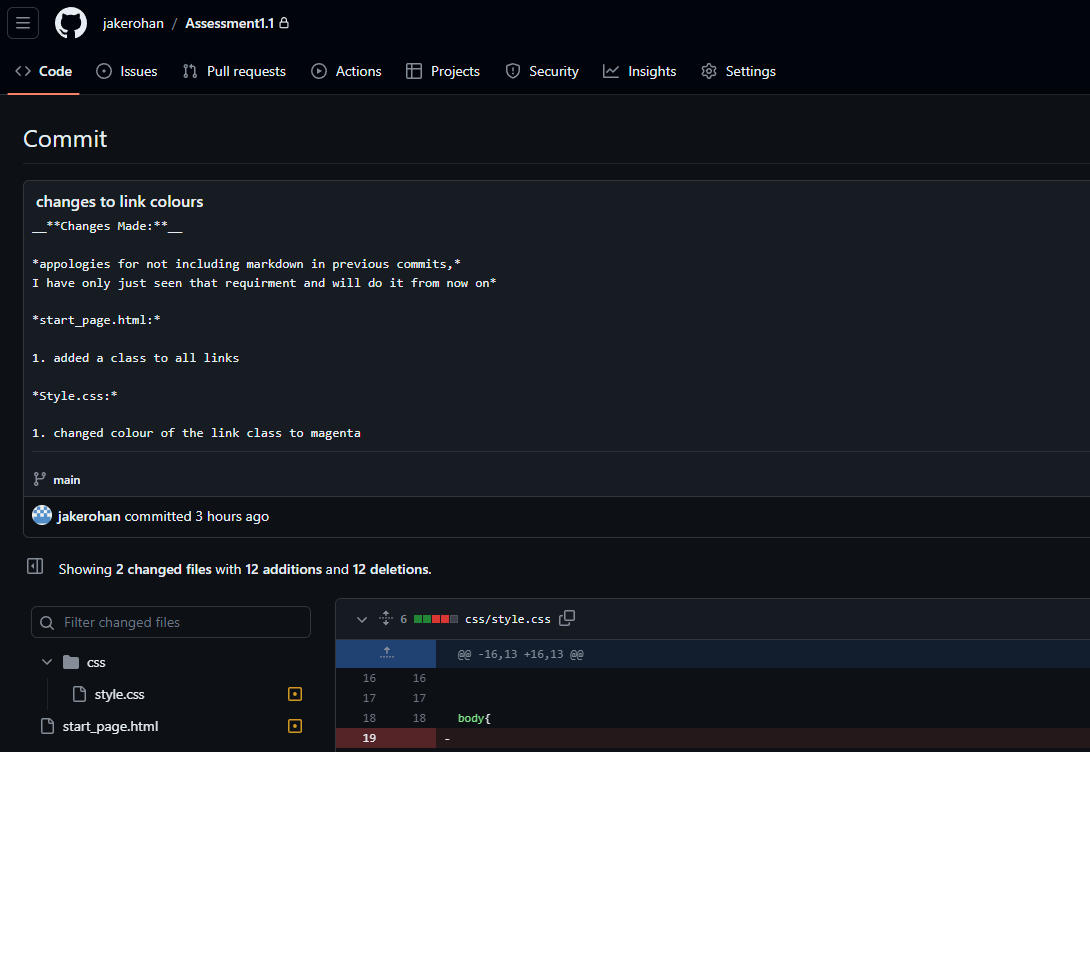 jakerohan / Assessment1.1
Code Issues Pull requests Actions Projects Security Insights Settings
Commit
changes to link colours
__**Changes Made:**__
*appologies for not including markdown in previous commits,*
I have only just seen that requirment and will do it from now on*
*start_page.html:*
1. added a class to all links
*Style.css:*
1. changed colour of the link class to magenta
main
jakerohan committed 3 hours ago
Showing 2 changed files with 12 additions and 12 deletions.
Filter changed files
css
style.css
start_page.html
6 css/style.css
@@ -16,13 +16,13 @@
16 16
17 17
18 18 body{
19 -